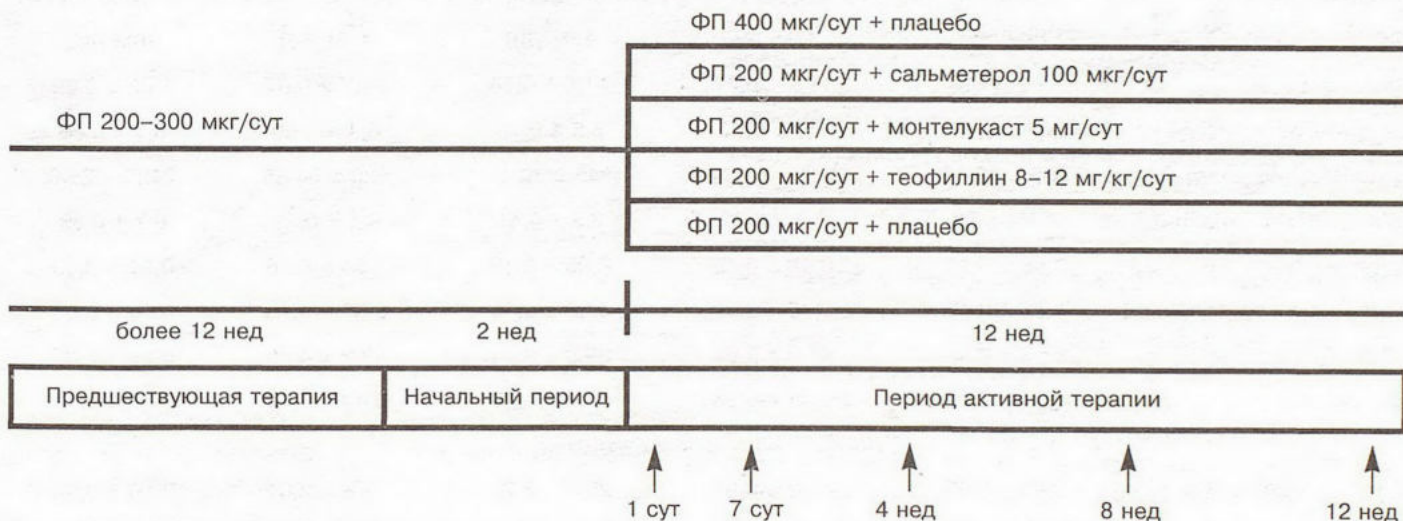 ФП 400 мкг/сут + плацебо
ФП 200 мкг/сут + сальметерол 100 мкг/сут
ФП 200–300 мкг/сут
ФП 200 мкг/сут + монтелукаст 5 мг/сут
ФП 200 мкг/сут + теофиллин 8–12 мг/кг/сут
ФП 200 мкг/сут + плацебо
более 12 нед 2 нед 12 нед
Предшествующая терапия Начальный период Период активной терапии
1 сут 7 сут 4 нед 8 нед 12 нед